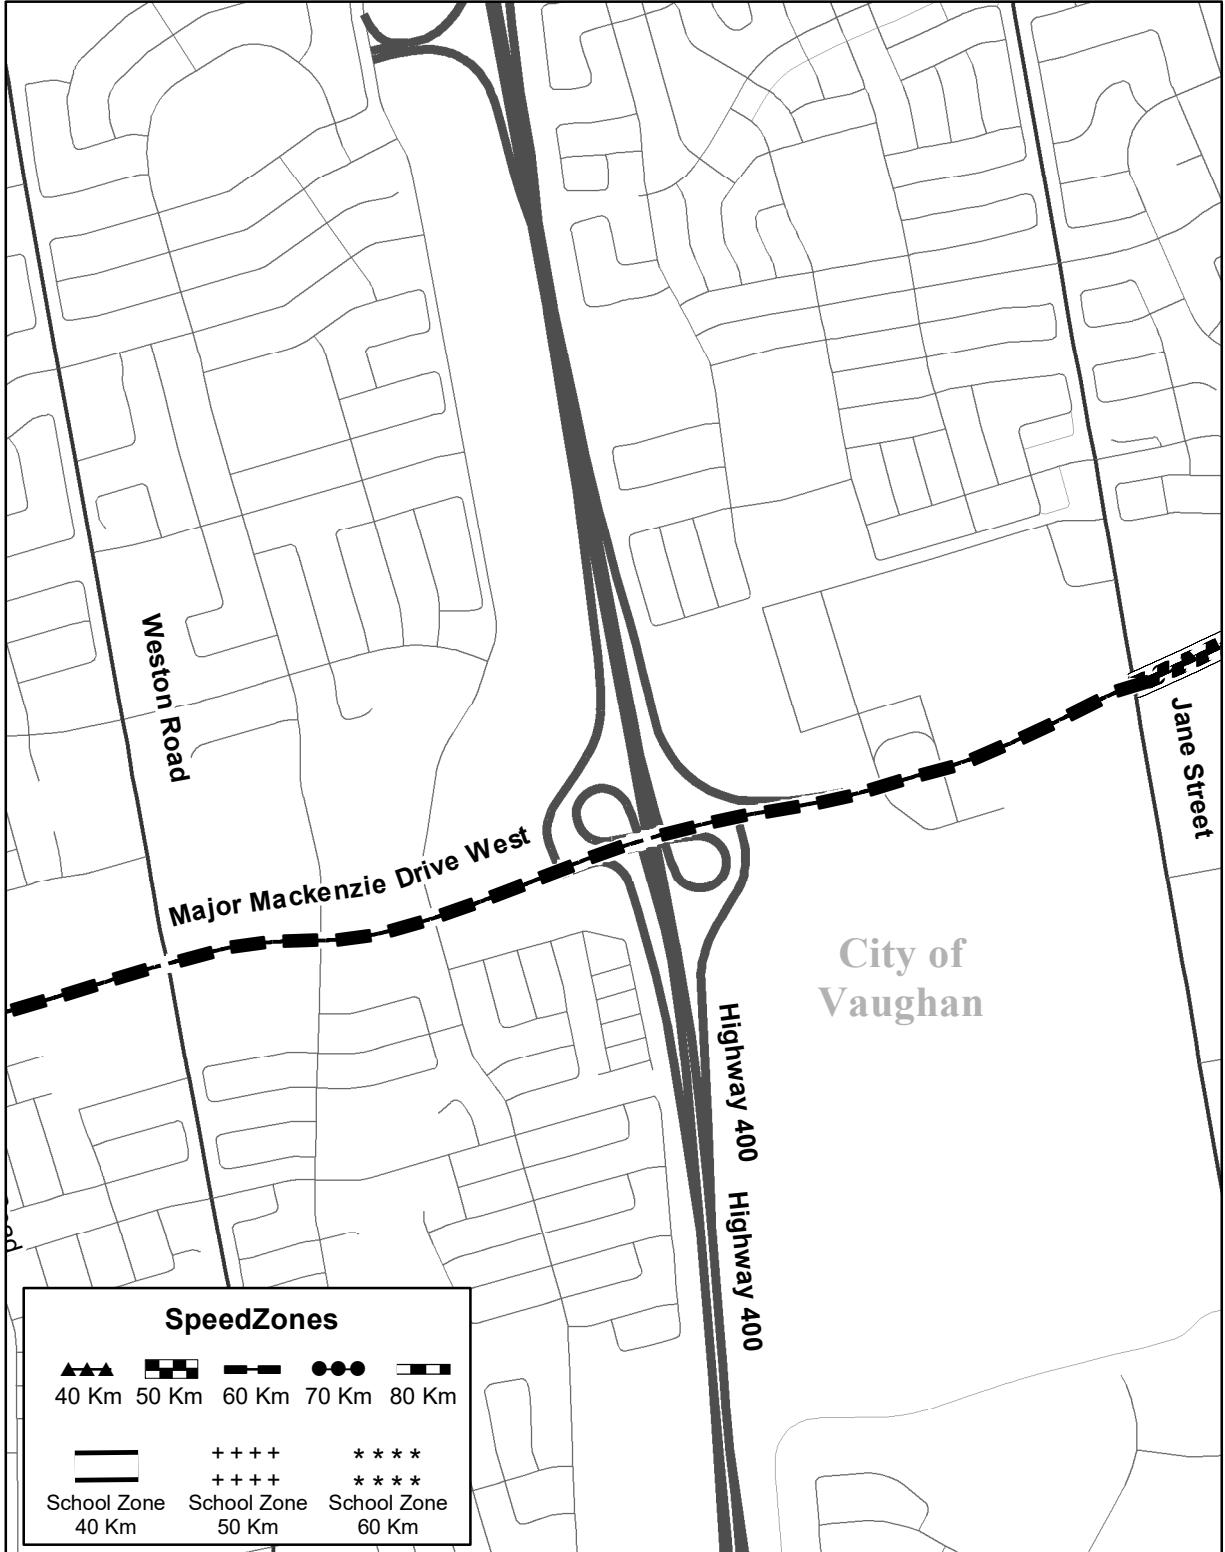 Weston Road
Jane Street
Major Mackenzie Drive West
City of
Vaughan
Highway 400
Highway 400
SpeedZones
40 Km 50 Km 60 Km 70 Km 80 Km
++++ ****
++++ ****
School Zone School Zone School Zone
40 Km 50 Km 60 Km